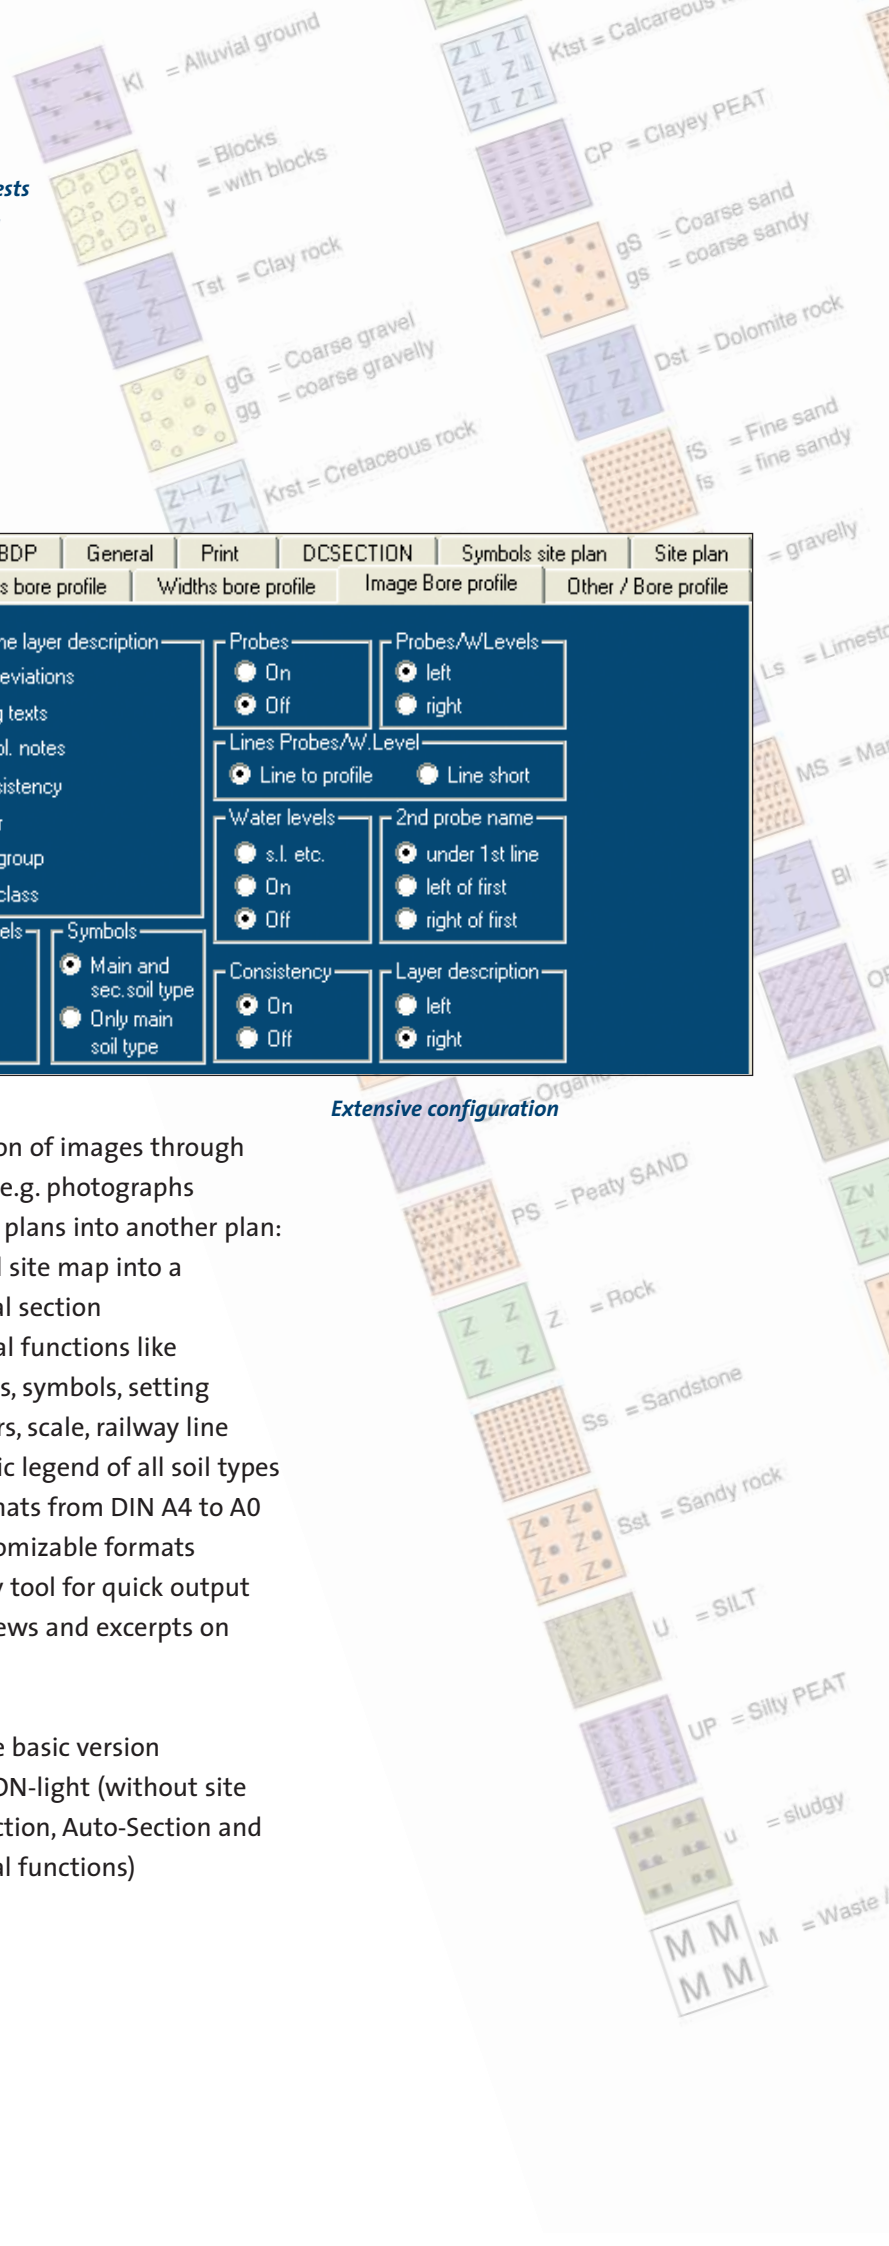 Kl = Alluvial ground
Y = Blocks
y = with blocks
Tst = Clay rock
gG = Coarse gravel
gg = coarse gravelly
Krst = Cretaceous rock
Ktst = Calcareous
CP = Clayey PEAT
gS = Coarse sand
gs = coarse sandy
Dst = Dolomite rock
fS = Fine sand
fs = fine sandy
= gravelly
Ls = Limesto
MS = Mar
Bl =
ests
BDP General Print DCSECTION Symbols site plan Site plan
s bore profile Widths bore profile Image Bore profile Other / Bore profile
ne layer description
eviations
g texts
ol. notes
sistency
r
group
class
els
Symbols
Main and
sec.soil type
Only main
soil type
Probes
On
Off
Probes/WLevels
left
right
Lines Probes/W.Level
Line to profile Line short
Water levels
s.l. etc.
On
Off
2nd probe name
under 1st line
left of first
right of first
Consistency
On
Off
Layer description
left
right
Extensive configuration
on of images through
e.g. photographs
plans into another plan:
l site map into a
al section
al functions like
s, symbols, setting
rs, scale, railway line
ic legend of all soil types
mats from DIN A4 to A0
omizable formats
y tool for quick output
ews and excerpts on
e basic version
ON-light (without site
ction, Auto-Section and
al functions)
= Organic
PS = Peaty SAND
Z = Rock
Ss = Sandstone
Sst = Sandy rock
U = SILT
UP = Silty PEAT
u = sludgy
M = Waste /